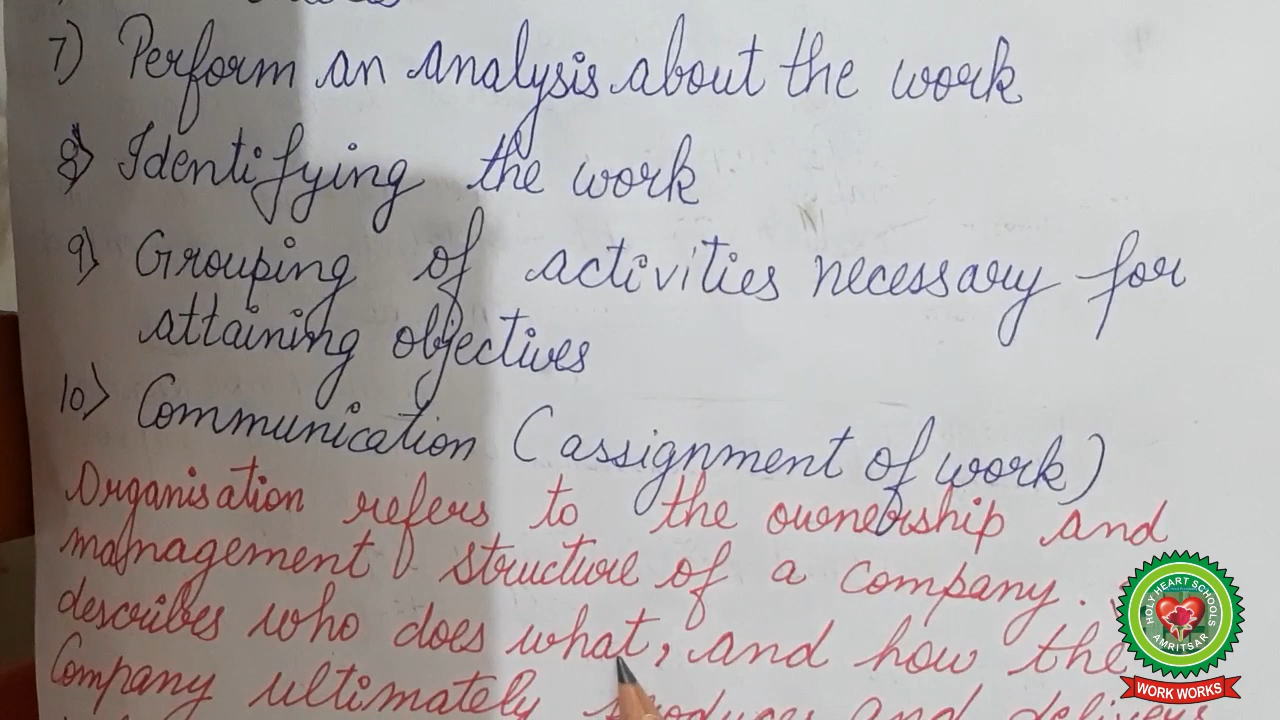 7) Perform an analysis about the work
8) Identifying the work
9) Grouping of activities necessary for
attaining objectives
10) Communication (assignment of work)
Organisation refers to the ownership and
management structure of a company.
describes who does what, and how the
Company ultimately produces and delivers
HOLY HEART SCHOOLS
AMRITSAR
WORK WORKS